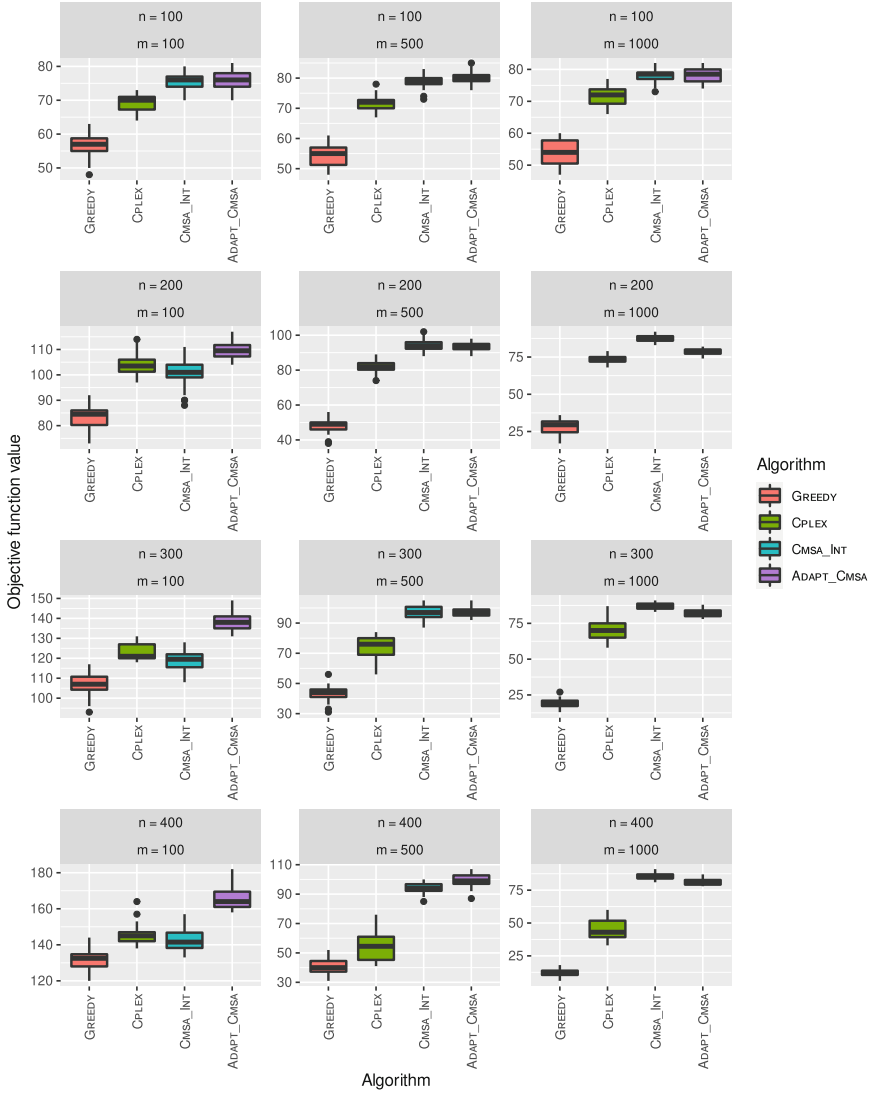 n = 100
m = 100
n = 100
m = 500
n = 100
m = 1000
80
70
60
50
80
70
60
50
80
70
60
50
GREEDY
CPLEX
CMSA_INT
ADAPT_CMSA
GREEDY
CPLEX
CMSA_INT
ADAPT_CMSA
GREEDY
CPLEX
CMSA_INT
ADAPT_CMSA
n = 200
m = 100
n = 200
m = 500
n = 200
m = 1000
110
100
90
80
100
80
60
40
75
50
25
GREEDY
CPLEX
CMSA_INT
ADAPT_CMSA
GREEDY
CPLEX
CMSA_INT
ADAPT_CMSA
GREEDY
CPLEX
CMSA_INT
ADAPT_CMSA
Objective function value
n = 300
m = 100
n = 300
m = 500
n = 300
m = 1000
150
140
130
120
110
100
90
70
50
30
75
50
25
GREEDY
CPLEX
CMSA_INT
ADAPT_CMSA
GREEDY
CPLEX
CMSA_INT
ADAPT_CMSA
GREEDY
CPLEX
CMSA_INT
ADAPT_CMSA
n = 400
m = 100
n = 400
m = 500
n = 400
m = 1000
180
160
140
120
110
90
70
50
30
75
50
25
GREEDY
CPLEX
CMSA_INT
ADAPT_CMSA
GREEDY
CPLEX
CMSA_INT
ADAPT_CMSA
GREEDY
CPLEX
CMSA_INT
ADAPT_CMSA
Algorithm
Algorithm
GREEDY
CPLEX
CMSA_INT
ADAPT_CMSA